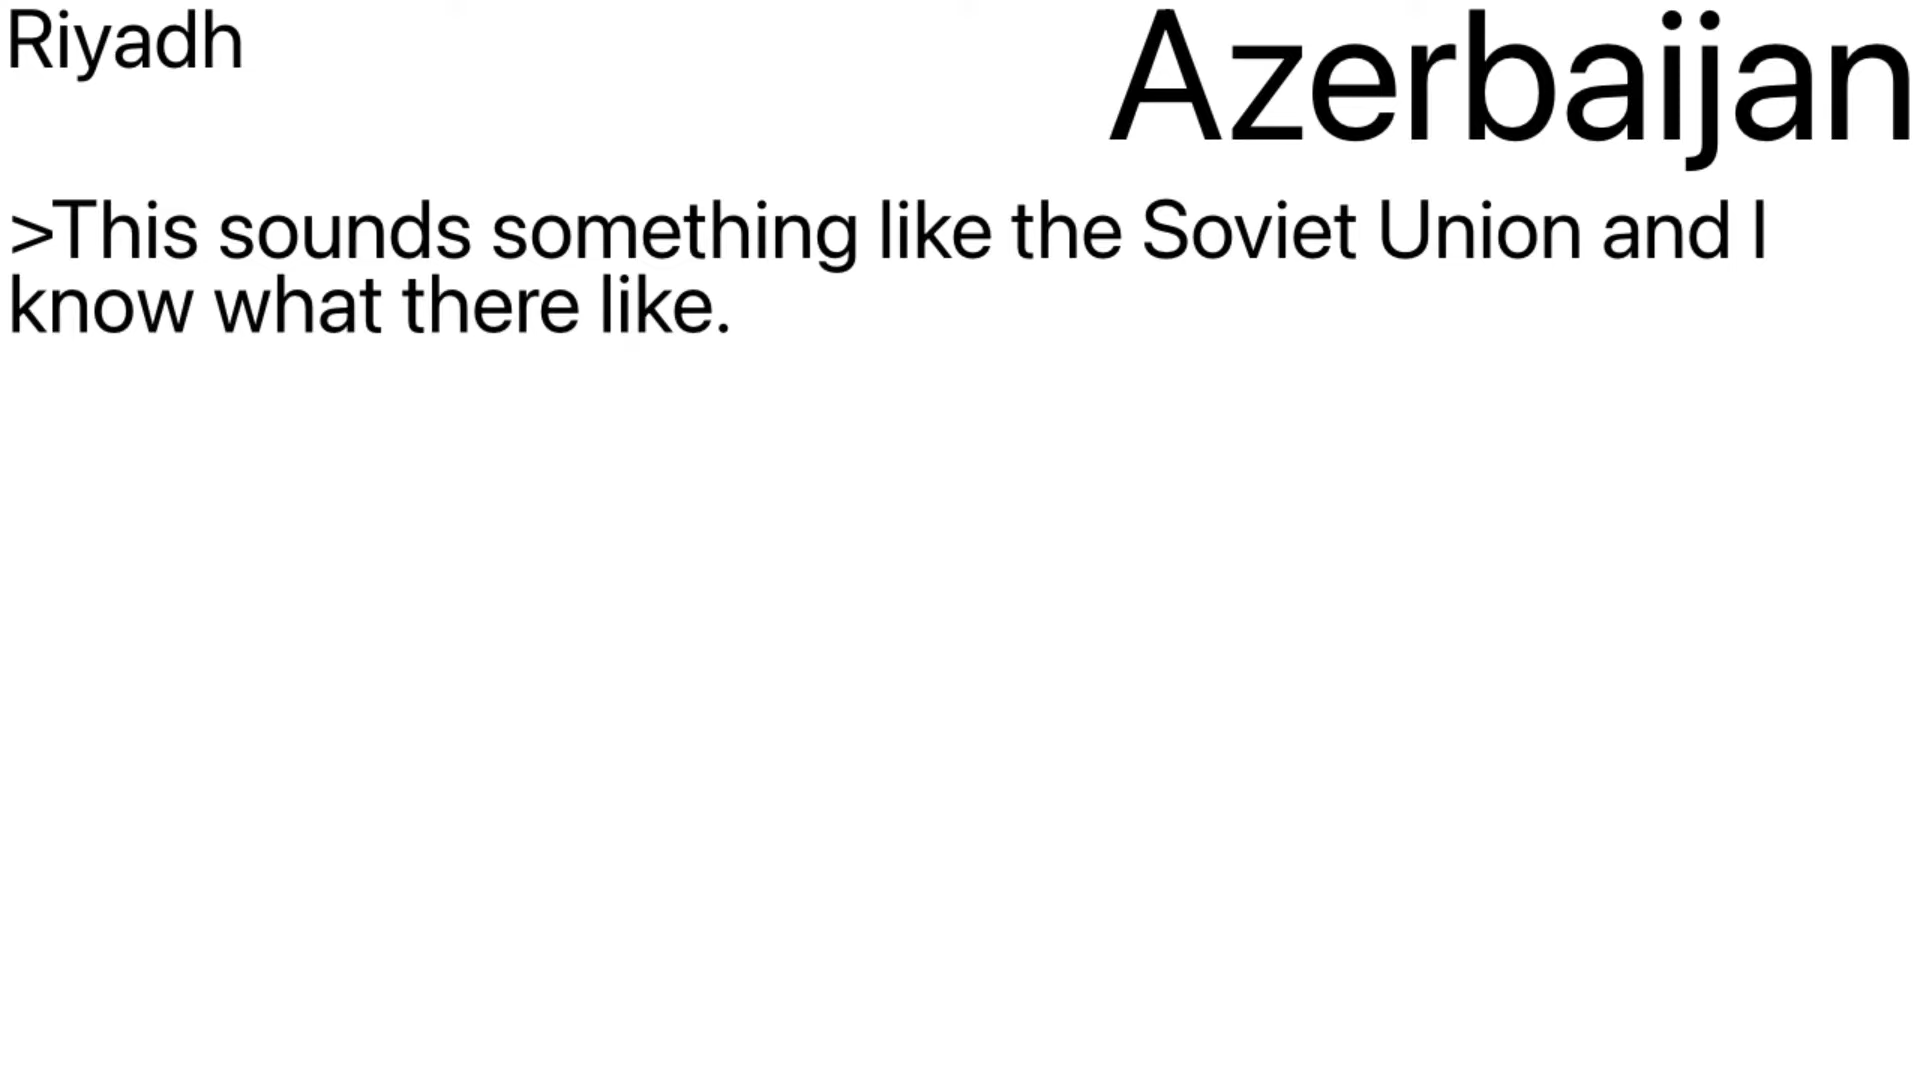 Riyadh
Azerbaijan
>This sounds something like the Soviet Union and I
know what there like.